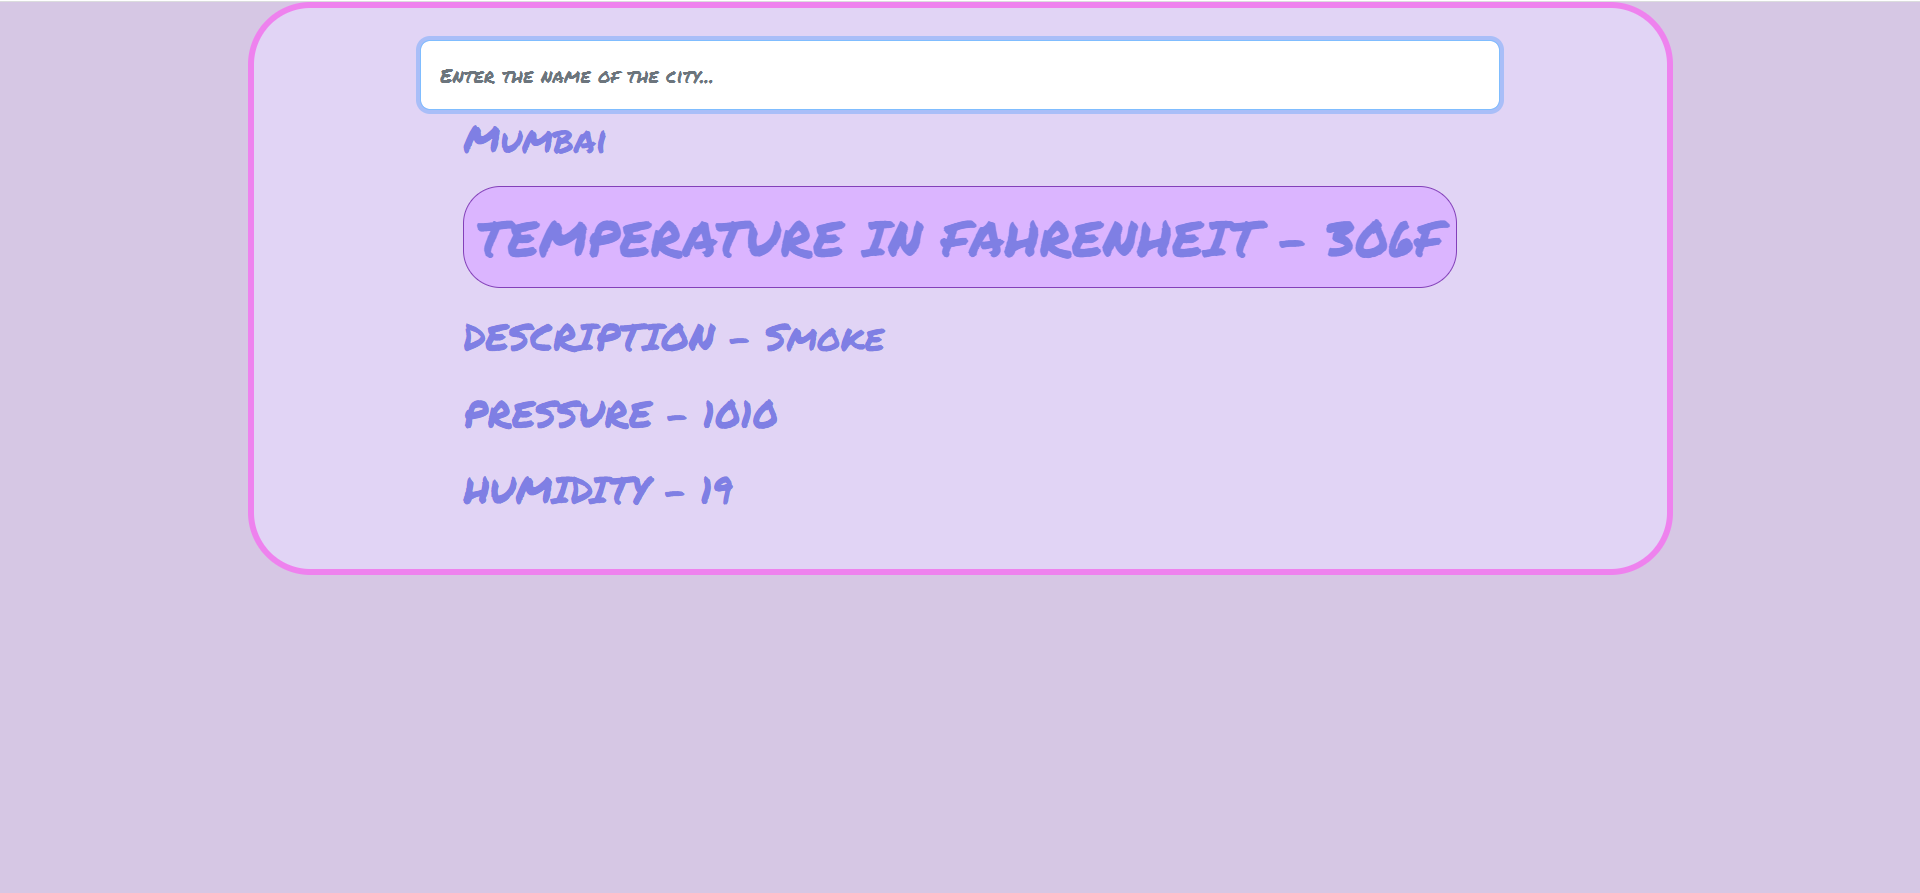 Enter the name of the city...
Mumbai
TEMPERATURE IN FAHRENHEIT - 306F
DESCRIPTION - Smoke
PRESSURE - 1010
HUMIDITY - 19